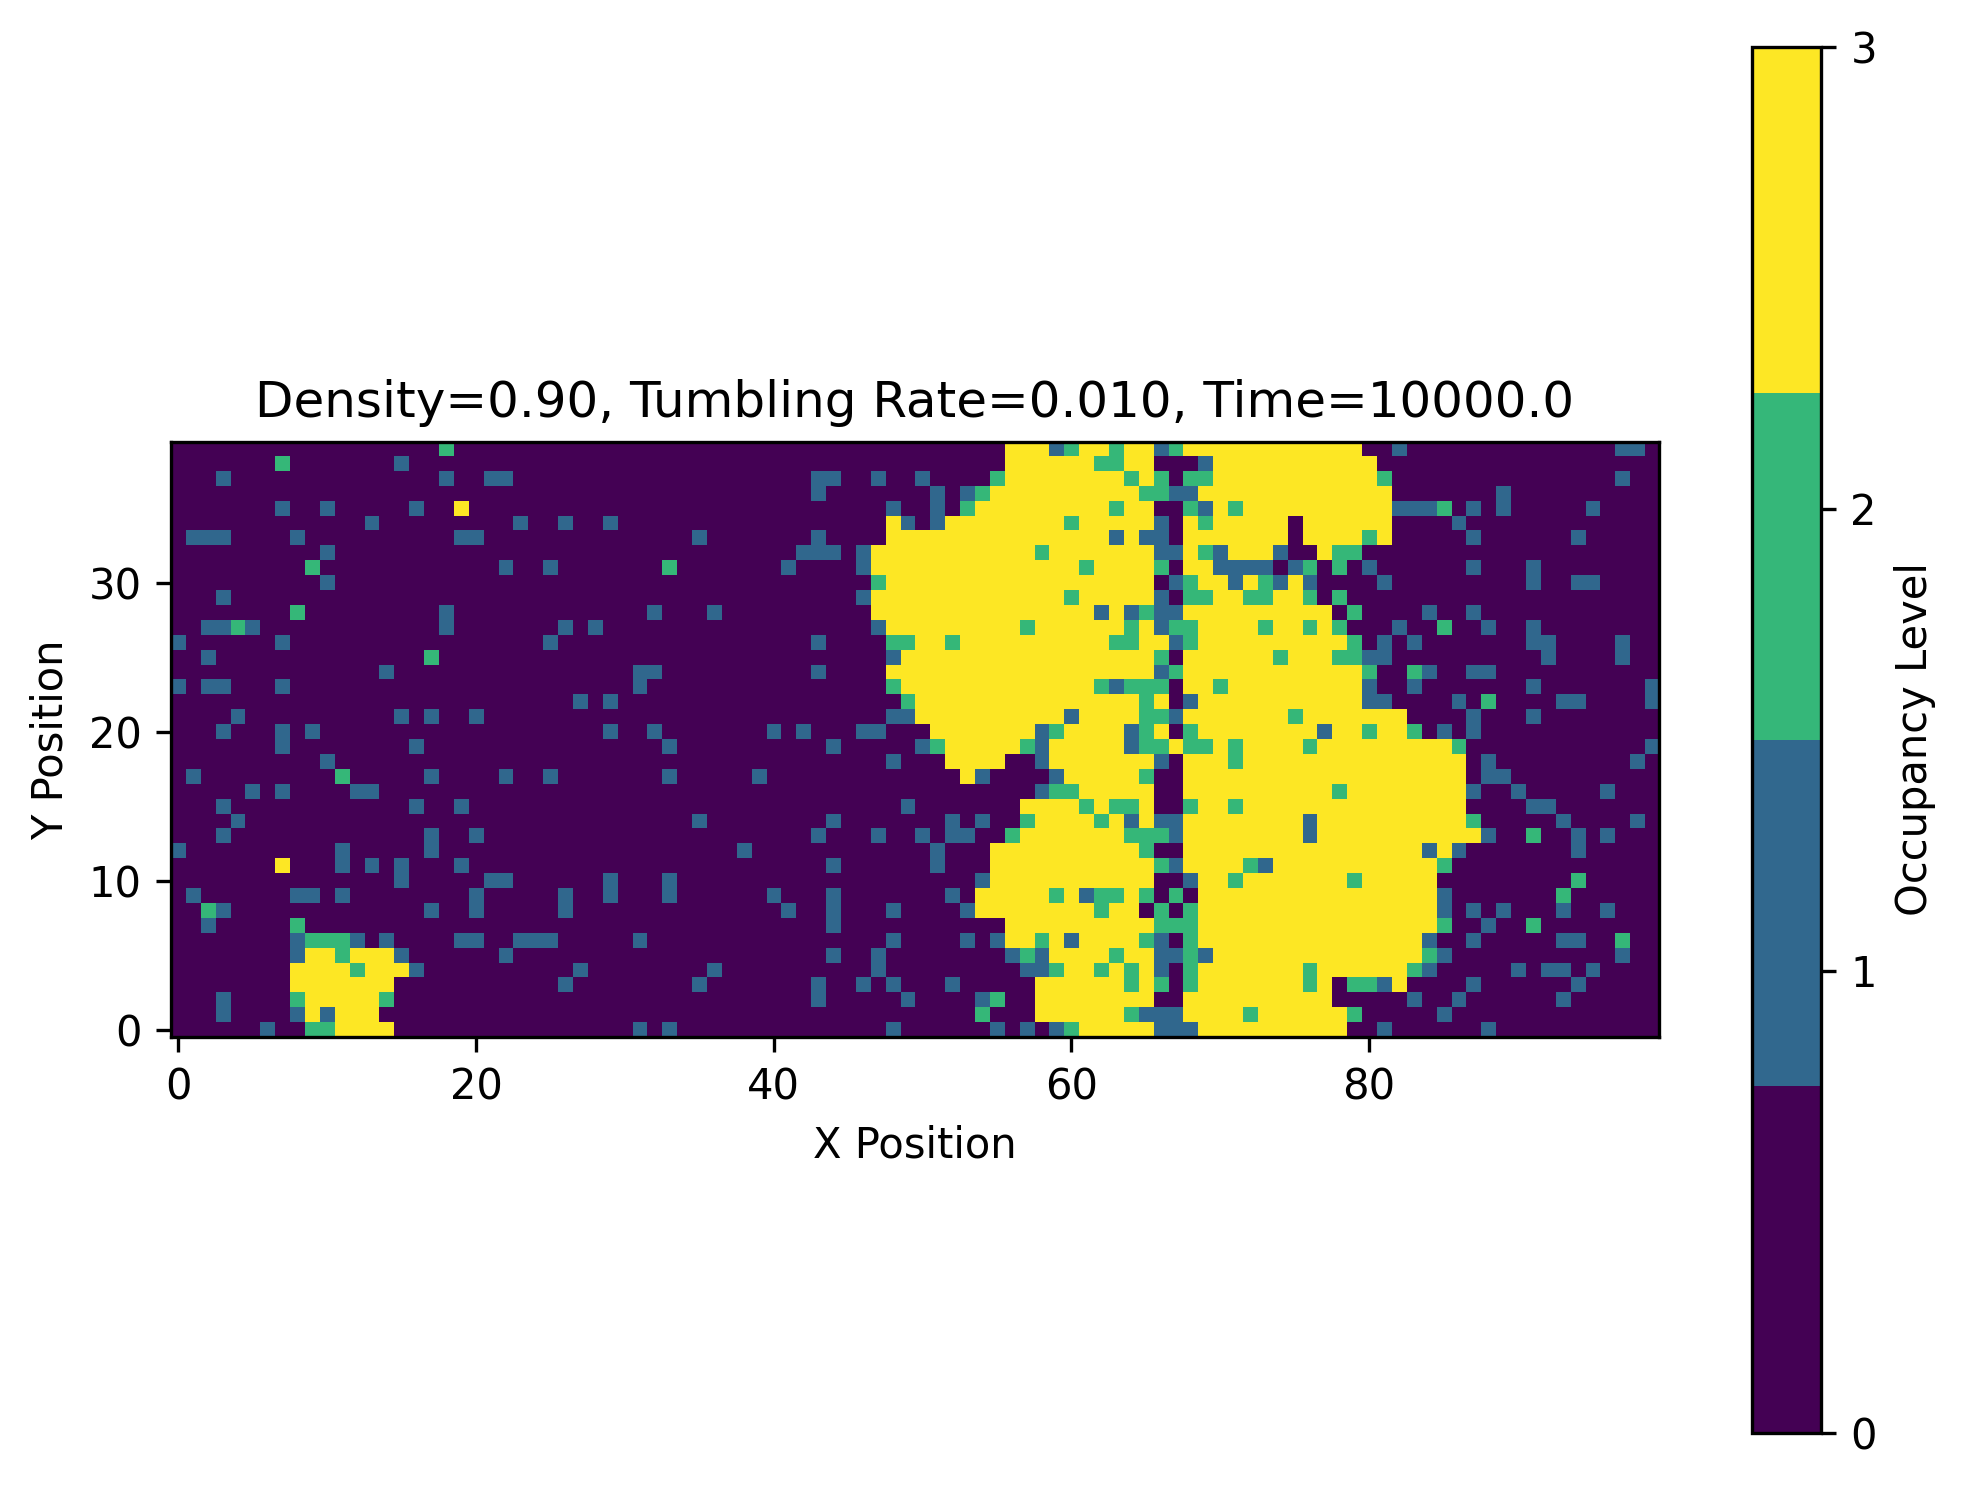 Density=0.90, Tumbling Rate=0.010, Time=10000.0
Y Position
30
20
10
0
0 20 40 60 80
X Position
3
2
1
0
Occupancy Level